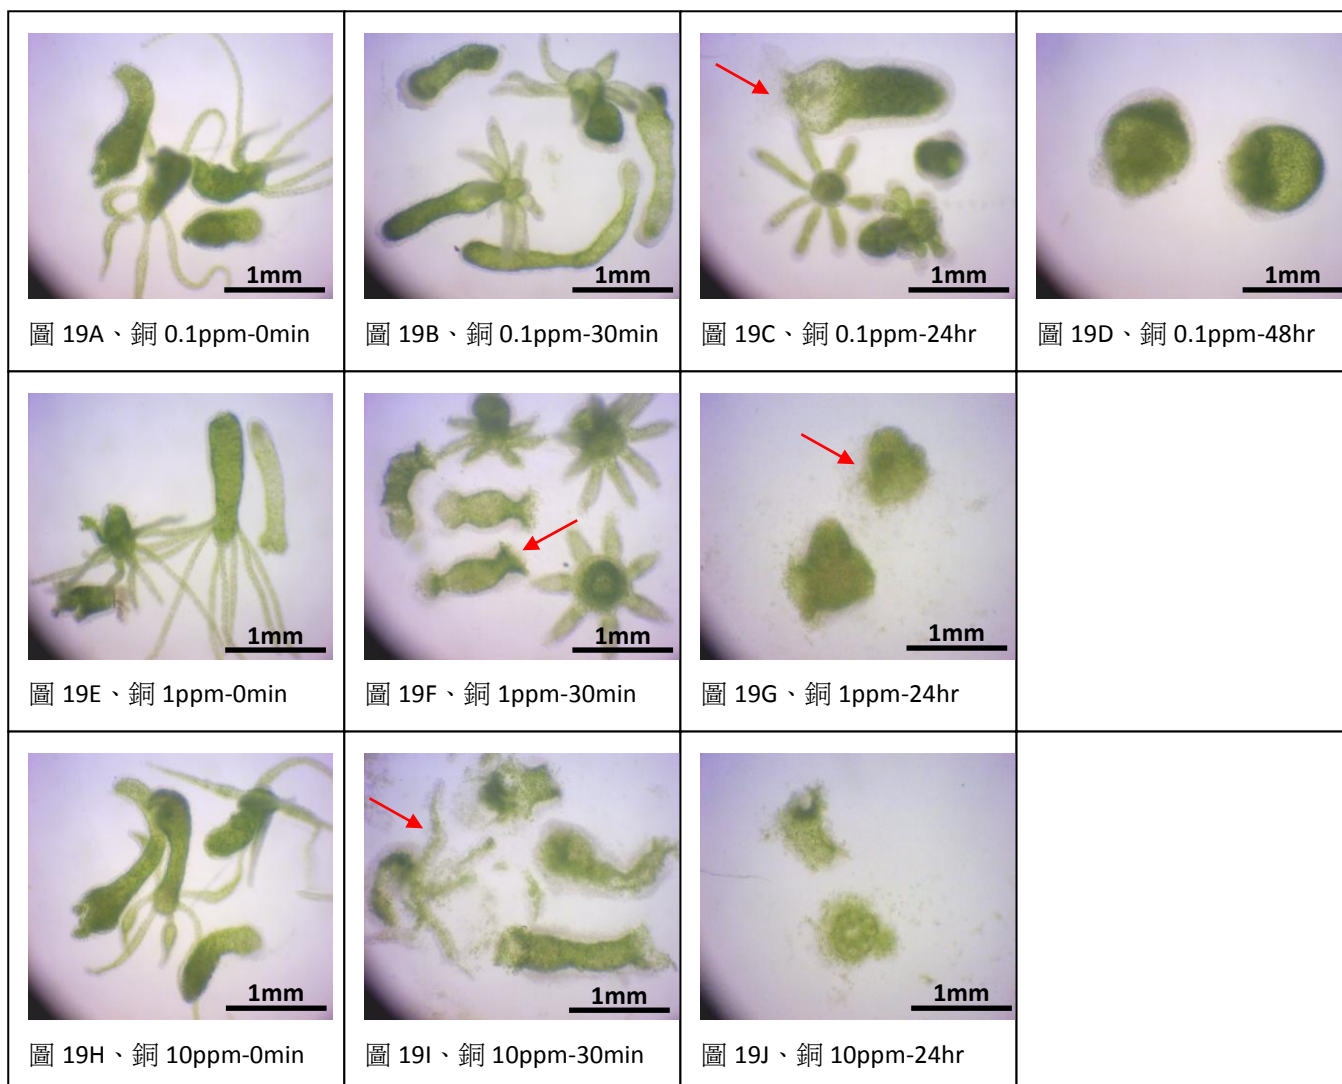 1mm
1mm
1mm
1mm
圖 19A、銅 0.1ppm-0min
圖 19B、銅 0.1ppm-30min
圖 19C、銅 0.1ppm-24hr
圖 19D、銅 0.1ppm-48hr
1mm
1mm
1mm
圖 19E、銅 1ppm-0min
圖 19F、銅 1ppm-30min
圖 19G、銅 1ppm-24hr
1mm
1mm
1mm
圖 19H、銅 10ppm-0min
圖 19I、銅 10ppm-30min
圖 19J、銅 10ppm-24hr